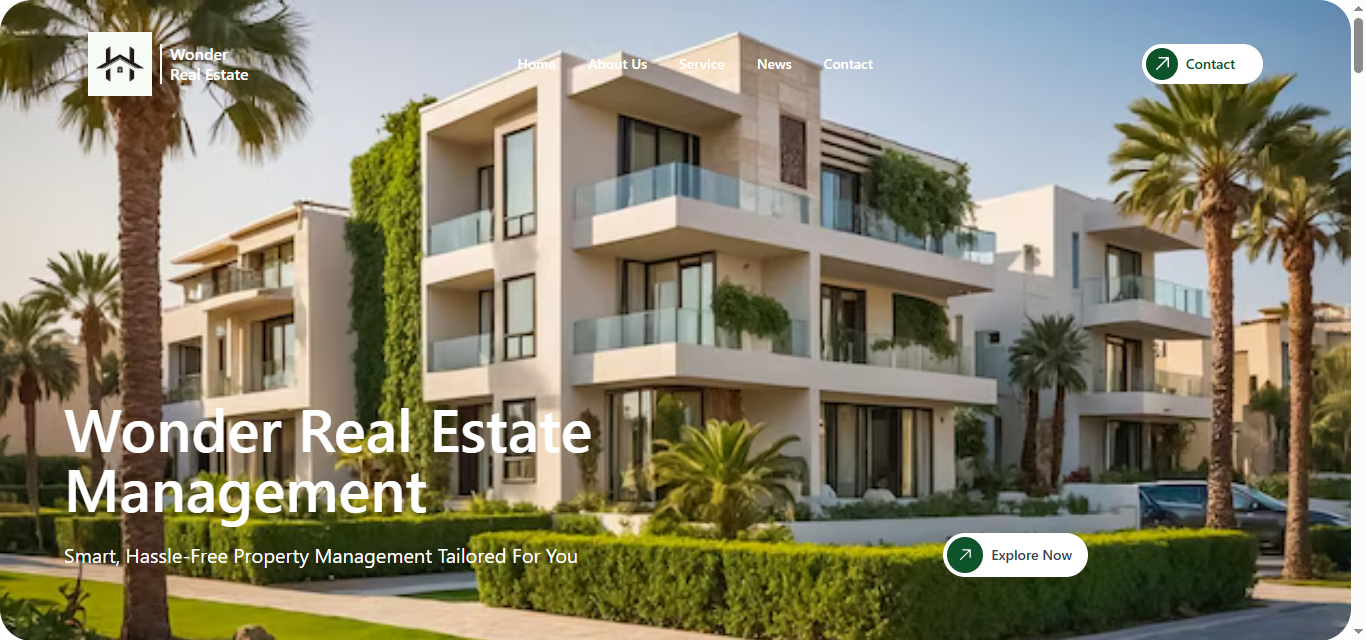 Wonder
Real Estate
Home
About Us
Service
News
Contact
Contact
Wonder Real Estate
Management
Smart, Hassle-Free Property Management Tailored For You
Explore Now